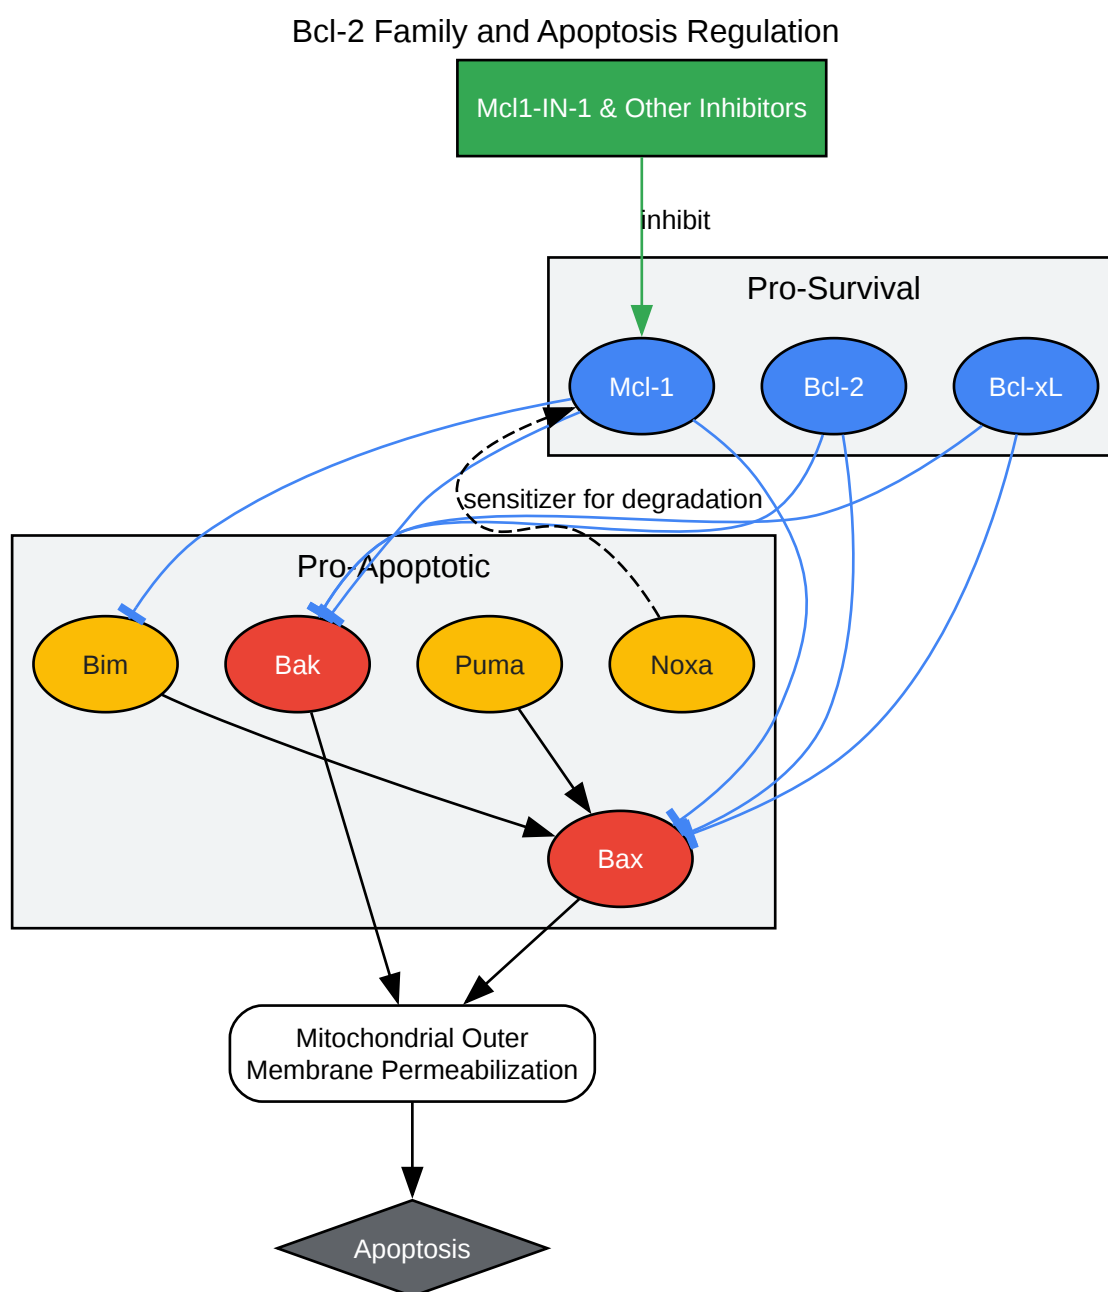 Bcl-2 Family and Apoptosis Regulation
Mcl1-IN-1 & Other Inhibitors
inhibit
Pro-Survival
Mcl-1
Bcl-2
Bcl-xL
sensitizer for degradation
Pro-Apoptotic
Bim
Bak
Puma
Noxa
Bax
Mitochondrial Outer
Membrane Permeabilization
Apoptosis